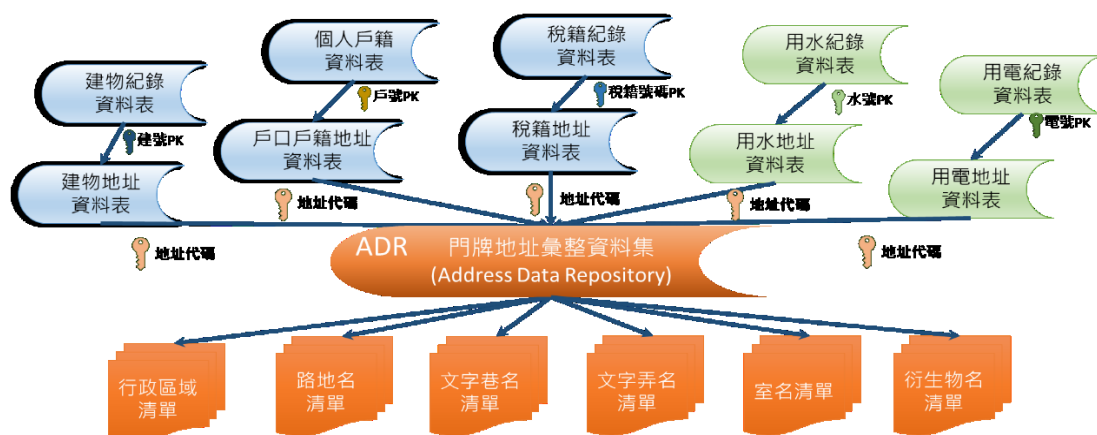 個人戶籍
資料表
稅籍紀錄
資料表
用水紀錄
資料表
建物紀錄
資料表
用電紀錄
資料表
戶號PK
稅籍號碼PK
水號PK
電號PK
建號PK
戶口戶籍地址
資料表
稅籍地址
資料表
用水地址
資料表
建物地址
資料表
用電地址
資料表
地址代碼
地址代碼
地址代碼
地址代碼
地址代碼
ADR 門牌地址彙整資料集
(Address Data Repository)
行政區域
清單
路地名
清單
文字巷名
清單
文字弄名
清單
室名清單
衍生物名
清單